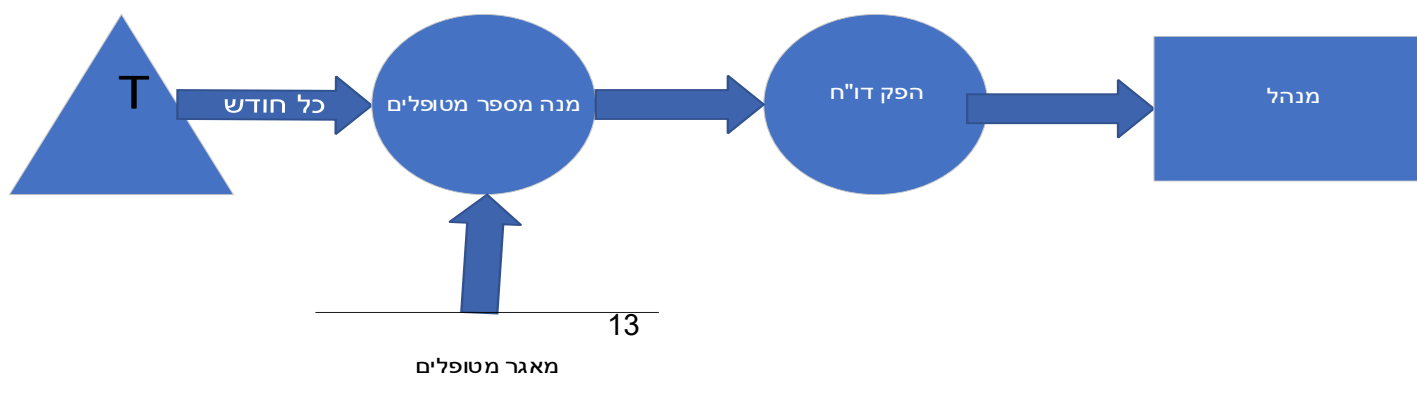 T
כל חודש
מנה מספר מטופלים
הפק דו"ח
מנהל
13
מאגר מטופלים